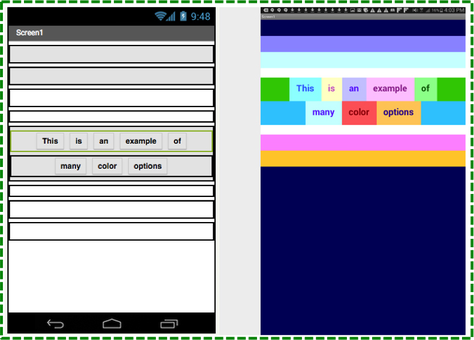 9:48
Screen1
This is an example of
many color options
4:03 PM
Screen1
This is an example of
many color options